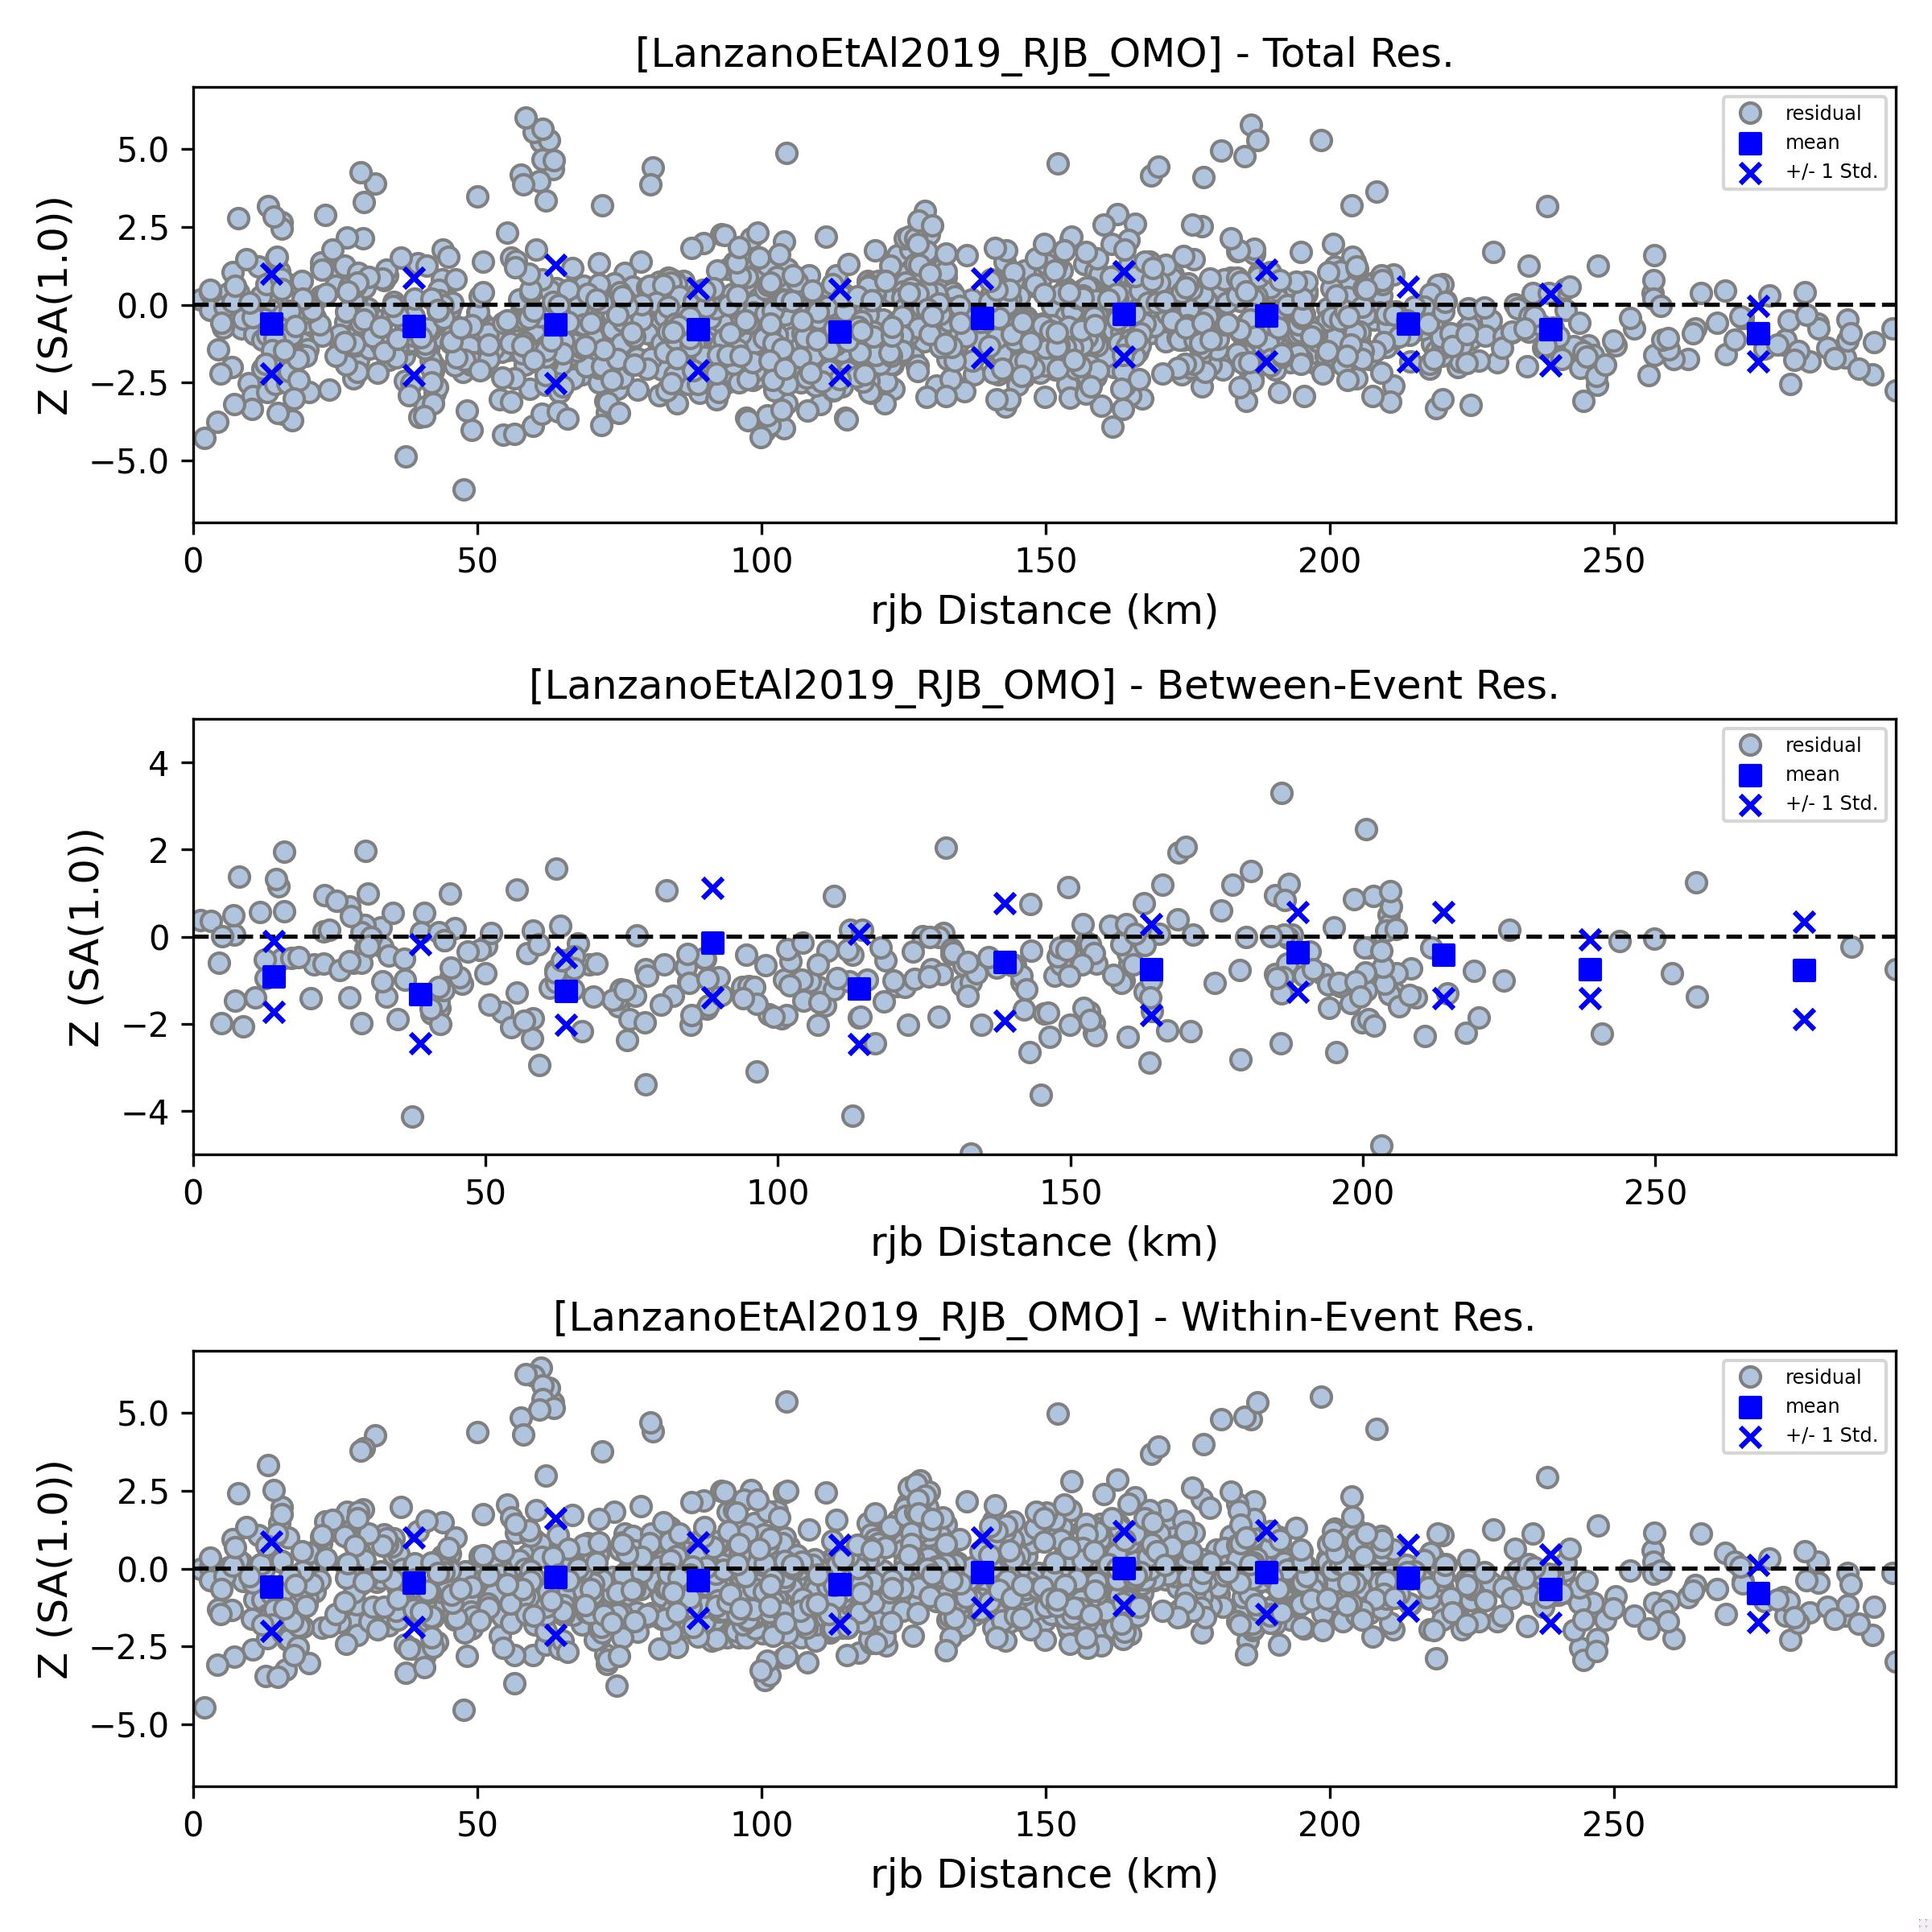 [LanzanoEtAl2019_RJB_OMO] - Total Res.
residual
mean
+/- 1 Std.
5.0
2.5
0.0
−2.5
−5.0
Z (SA(1.0))
0 50 100 150 200 250
rjb Distance (km)
[LanzanoEtAl2019_RJB_OMO] - Between-Event Res.
residual
mean
+/- 1 Std.
4
2
0
−2
−4
Z (SA(1.0))
0 50 100 150 200 250
rjb Distance (km)
[LanzanoEtAl2019_RJB_OMO] - Within-Event Res.
residual
mean
+/- 1 Std.
5.0
2.5
0.0
−2.5
−5.0
Z (SA(1.0))
0 50 100 150 200 250
rjb Distance (km)